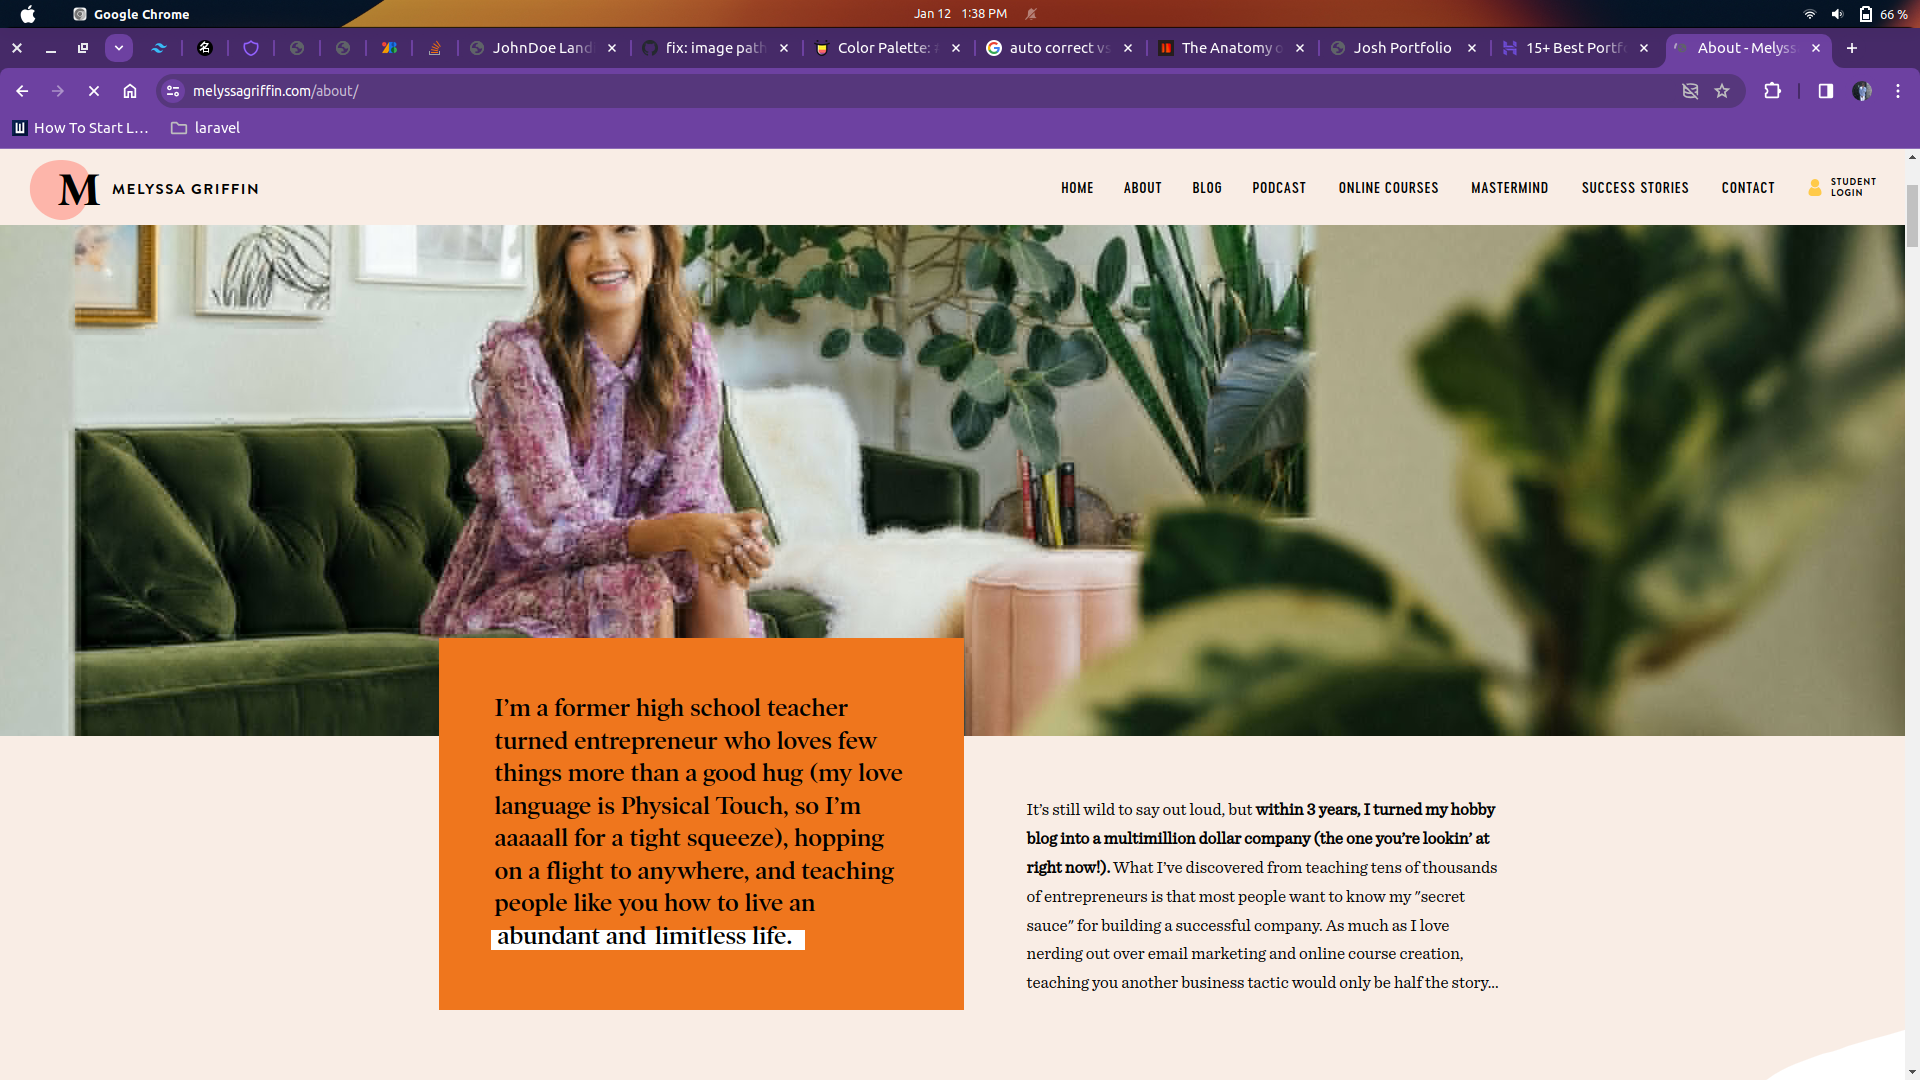 Google Chrome
Jan 12 1:38 PM
66 %
JohnDoe Land
fix: image path
Color Palette:
auto correct vs
The Anatomy o
Josh Portfolio
15+ Best Portf
About - Melyss
melyssagriffin.com/about/
How To Start L...
laravel
M MELYSSA GRIFFIN
HOME ABOUT BLOG PODCAST ONLINE COURSES MASTERMIND SUCCESS STORIES CONTACT
STUDENT
LOGIN
I’m a former high school teacher
turned entrepreneur who loves few
things more than a good hug (my love
language is Physical Touch, so I’m
aaaaall for a tight squeeze), hopping
on a flight to anywhere, and teaching
people like you how to live an
abundant and limitless life.
It’s still wild to say out loud, but within 3 years, I turned my hobby
blog into a multimillion dollar company (the one you’re lookin’ at
right now!). What I’ve discovered from teaching tens of thousands
of entrepreneurs is that most people want to know my "secret
sauce" for building a successful company. As much as I love
nerding out over email marketing and online course creation,
teaching you another business tactic would only be half the story...